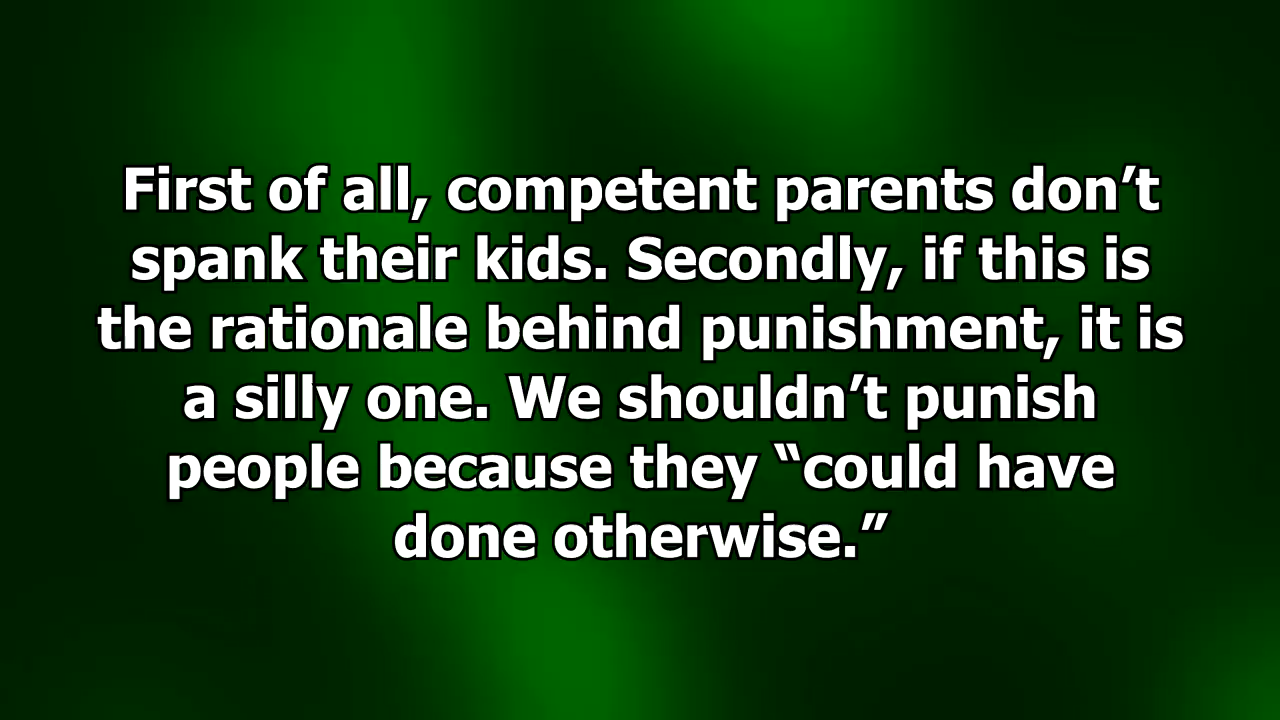 First of all, competent parents don’t
spank their kids. Secondly, if this is
the rationale behind punishment, it is
a silly one. We shouldn’t punish
people because they “could have
done otherwise.”